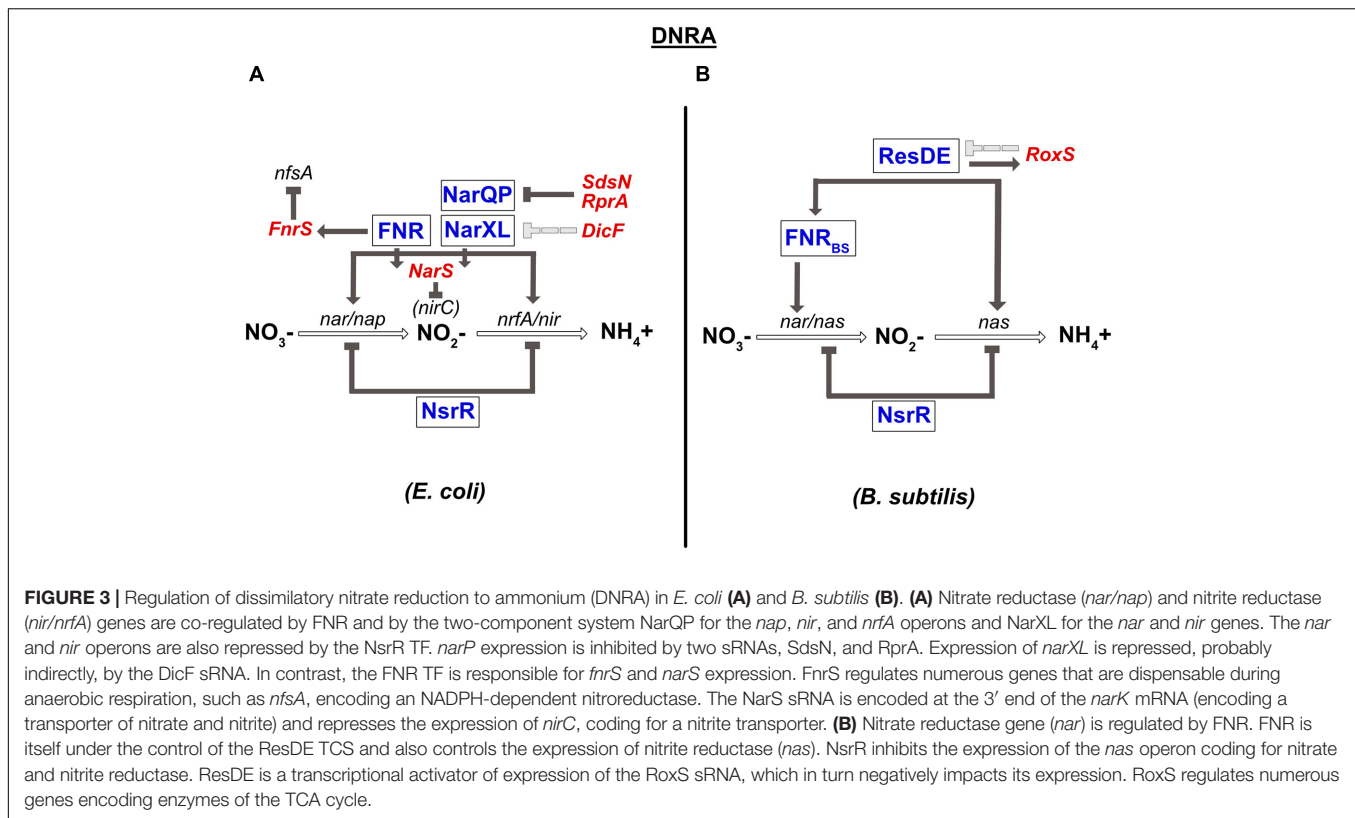 DNRA
A
B
nfsA
FnrS
FNR
NarQP
NarXL
SdsN
RprA
DicF
NarS
(nirC)
NO3- nar/nap NO2- nrfA/nir NH4+
NsrR
(E. coli)
ResDE
RoxS
FNRBS
NO3- nar/nas NO2- nas NH4+
NsrR
(B. subtilis)
FIGURE 3 | Regulation of dissimilatory nitrate reduction to ammonium (DNRA) in E. coli (A) and B. subtilis (B). (A) Nitrate reductase (nar/nap) and nitrite reductase
(nir/nrfA) genes are co-regulated by FNR and by the two-component system NarQP for the nap, nir, and nrfA operons and NarXL for the nar and nir genes. The nar
and nir operons are also repressed by the NsrR TF. narP expression is inhibited by two sRNAs, SdsN, and RprA. Expression of narXL is repressed, probably
indirectly, by the DicF sRNA. In contrast, the FNR TF is responsible for fnrS and narS expression. FnrS regulates numerous genes that are dispensable during
anaerobic respiration, such as nfsA, encoding an NADPH-dependent nitroreductase. The NarS sRNA is encoded at the 3′ end of the narK mRNA (encoding a
transporter of nitrate and nitrite) and represses the expression of nirC, coding for a nitrite transporter. (B) Nitrate reductase gene (nar) is regulated by FNR. FNR is
itself under the control of the ResDE TCS and also controls the expression of nitrite reductase (nas). NsrR inhibits the expression of the nas operon coding for nitrate
and nitrite reductase. ResDE is a transcriptional activator of expression of the RoxS sRNA, which in turn negatively impacts its expression. RoxS regulates numerous
genes encoding enzymes of the TCA cycle.